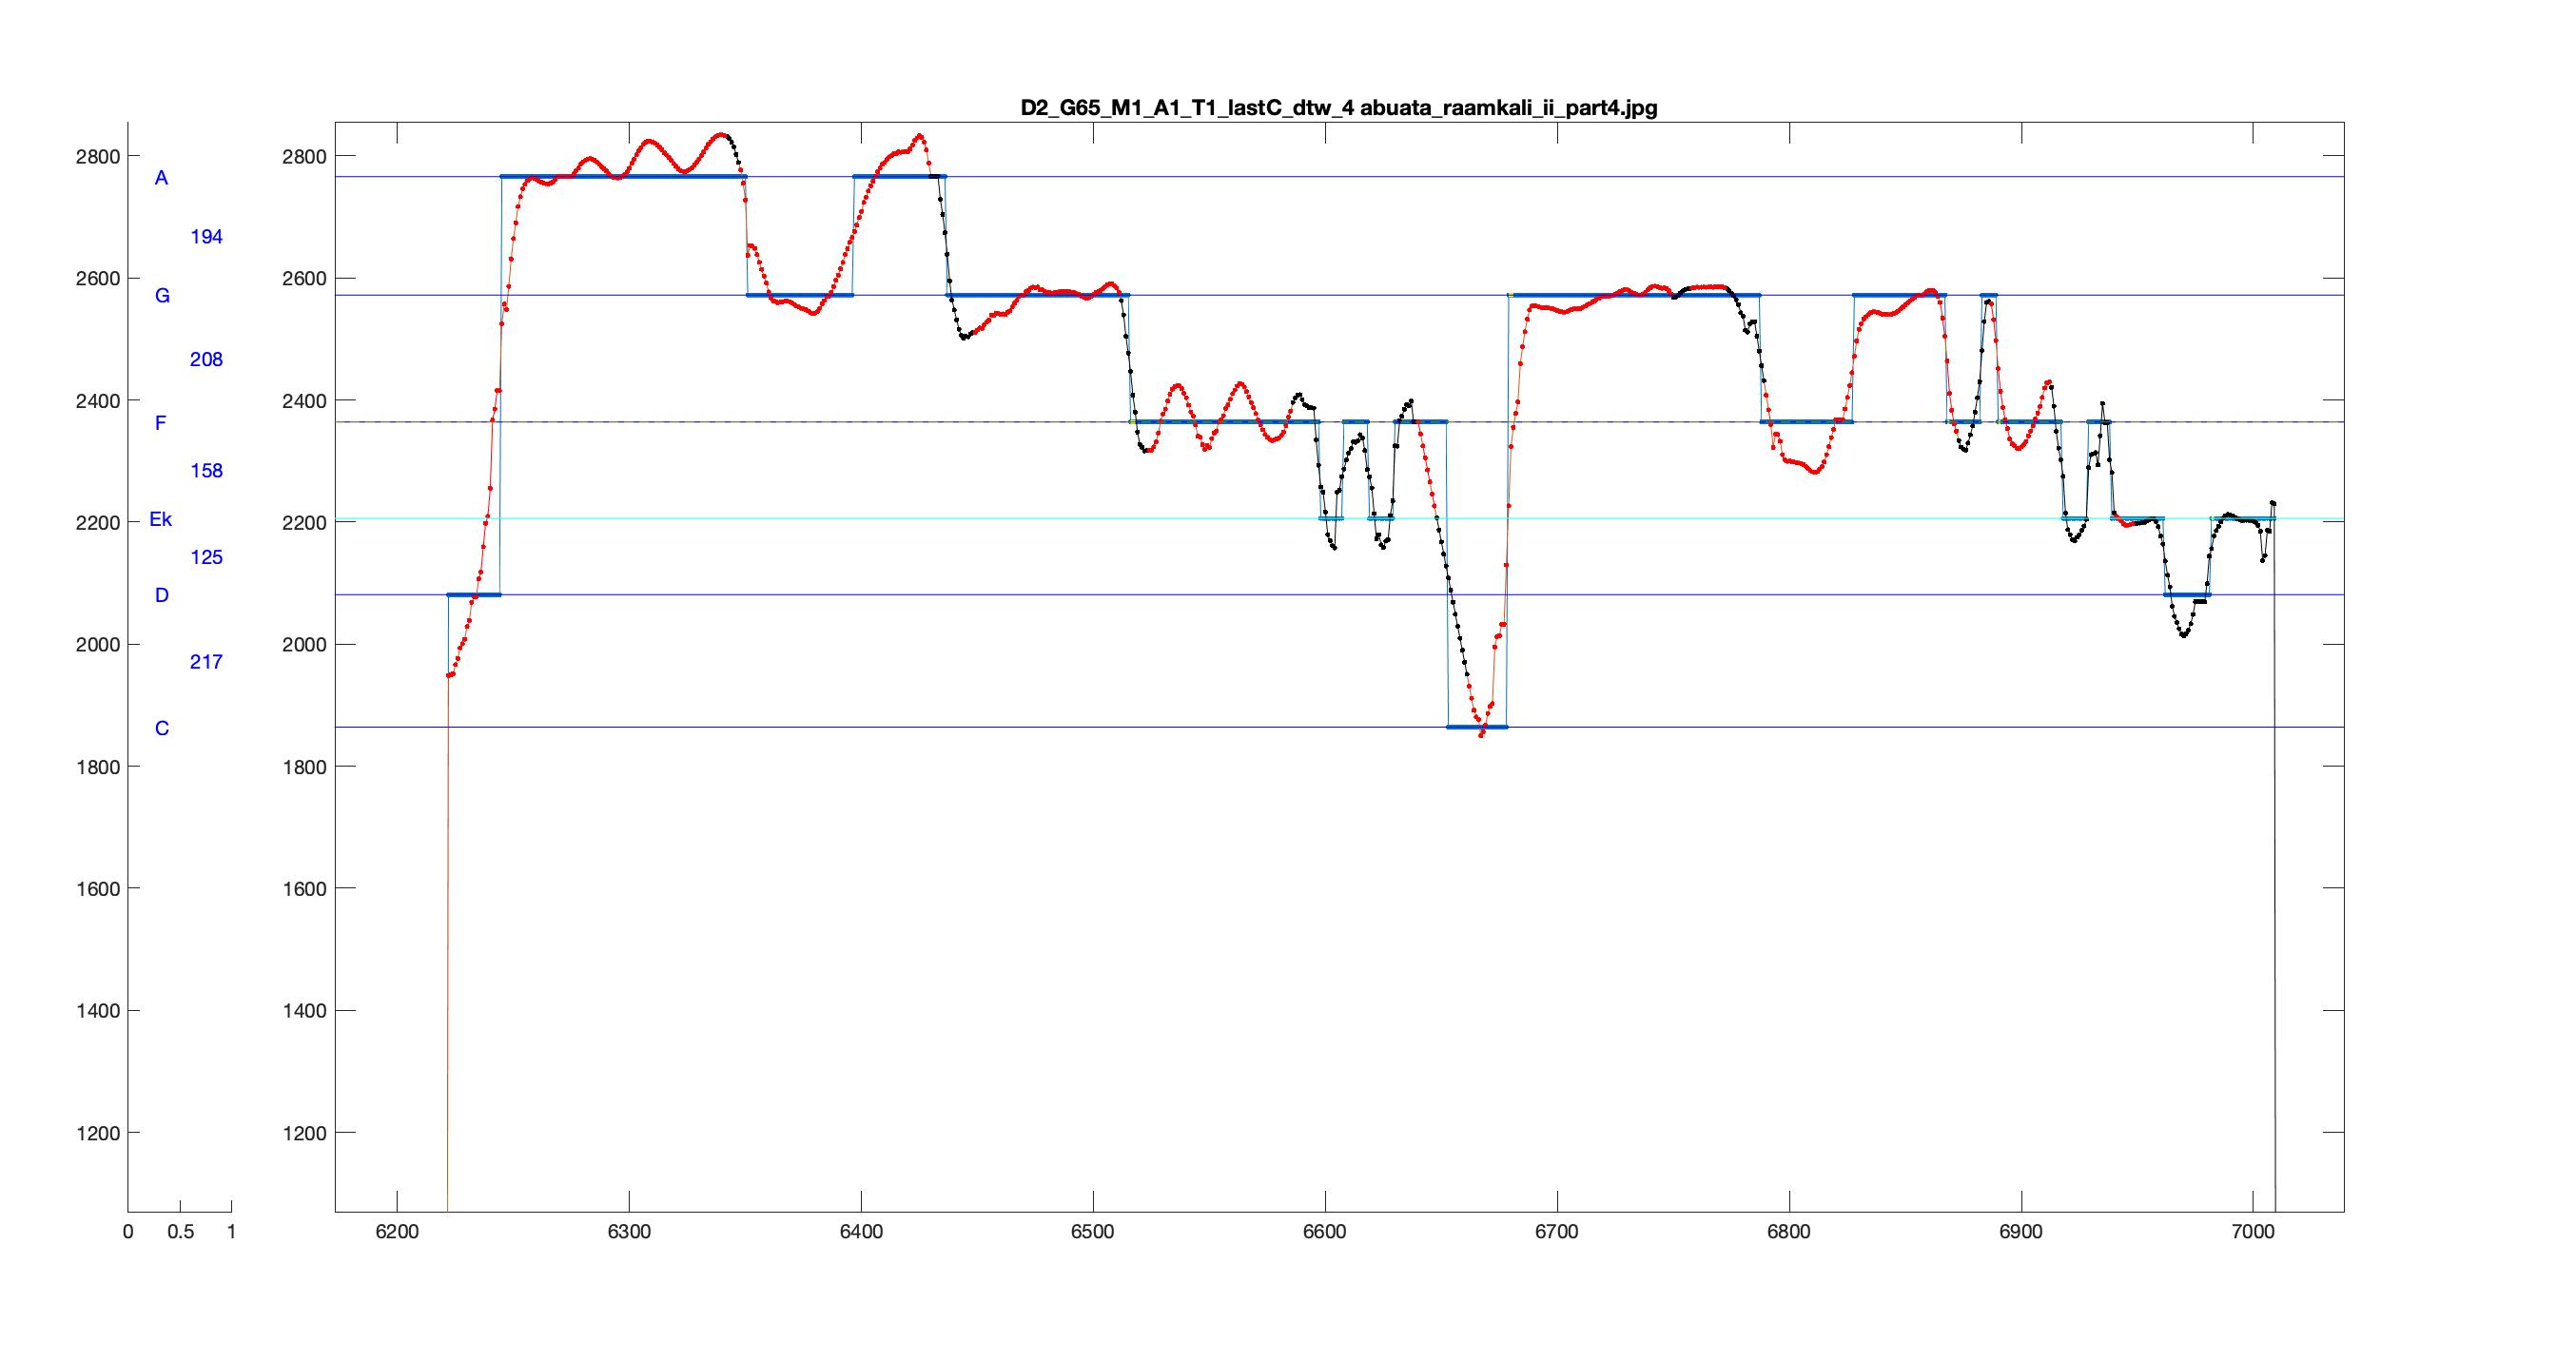 D2_G65_M1_A1_T1_lastC_dtw_4 abuata_raamkali_ii_part4.jpg
2800 2800
A
194
2600 2600
G
208
2400 2400
F
158
2200 Ek 2200
125
D
2000 2000
217
C
1800 1800
1600 1600
1400 1400
1200 1200
0 0.5 1 6200 6300 6400 6500 6600 6700 6800 6900 7000